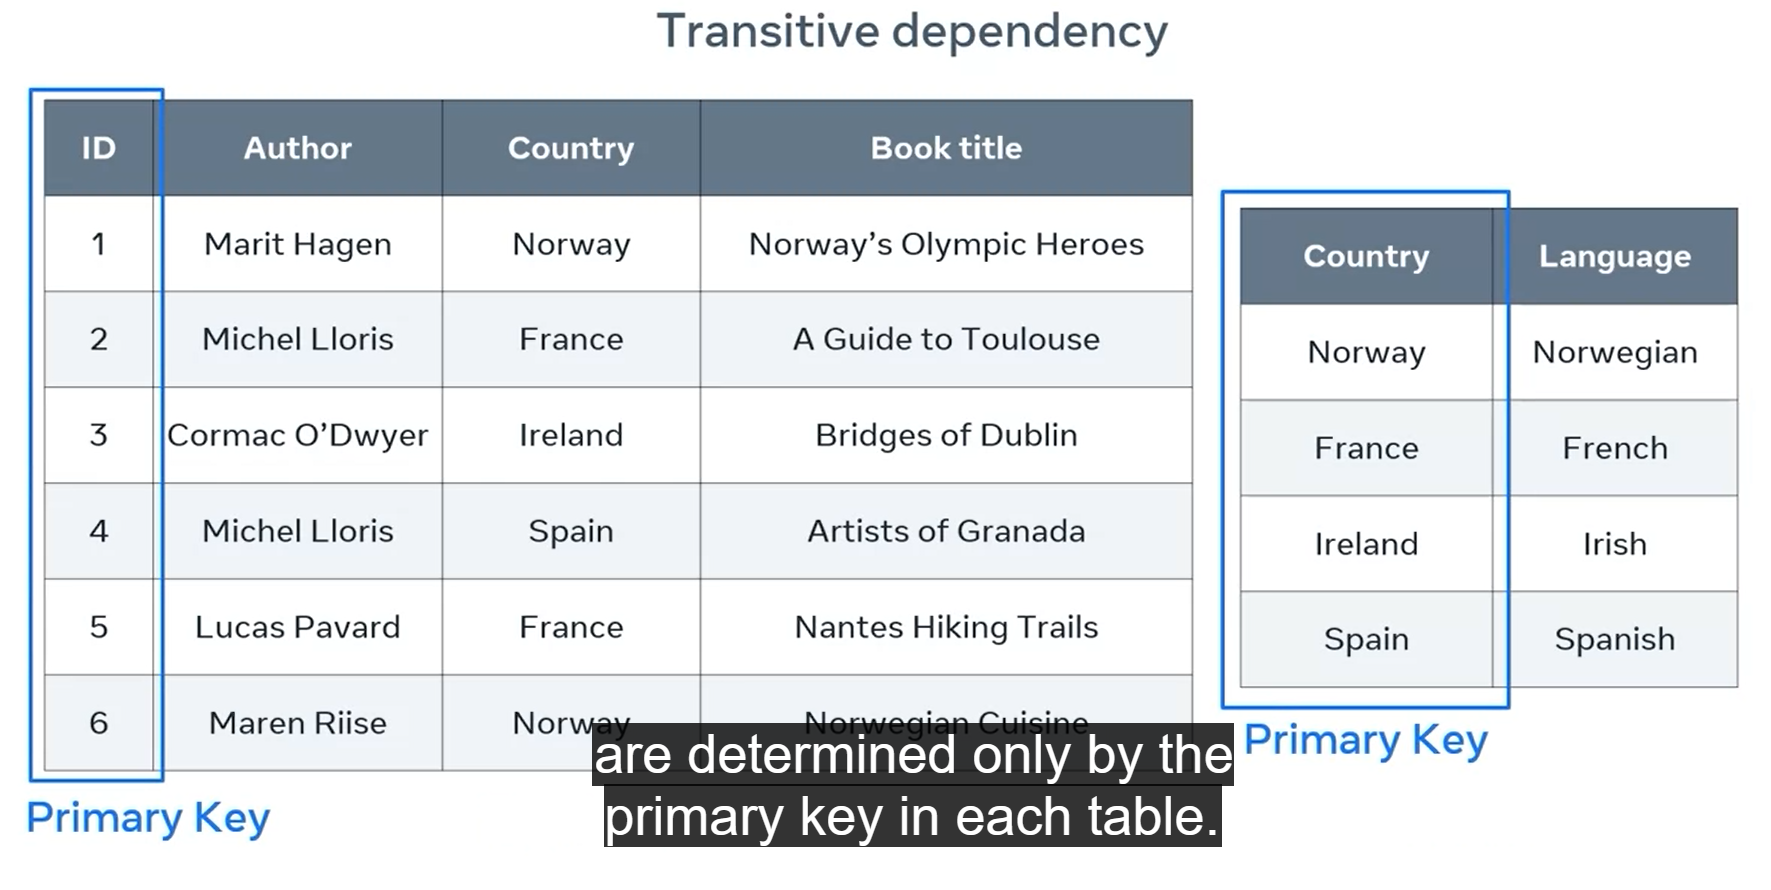 Transitive dependency
ID Author Country Book title
1 Marit Hagen Norway Norway’s Olympic Heroes
2 Michel Lloris France A Guide to Toulouse
3 Cormac O’Dwyer Ireland Bridges of Dublin
4 Michel Lloris Spain Artists of Granada
5 Lucas Pavard France Nantes Hiking Trails
6 Maren Riise Norway Norwegian Cuisine
Primary Key
Country Language
Norway Norwegian
France French
Ireland Irish
Spain Spanish
Primary Key
are determined only by the
primary key in each table.